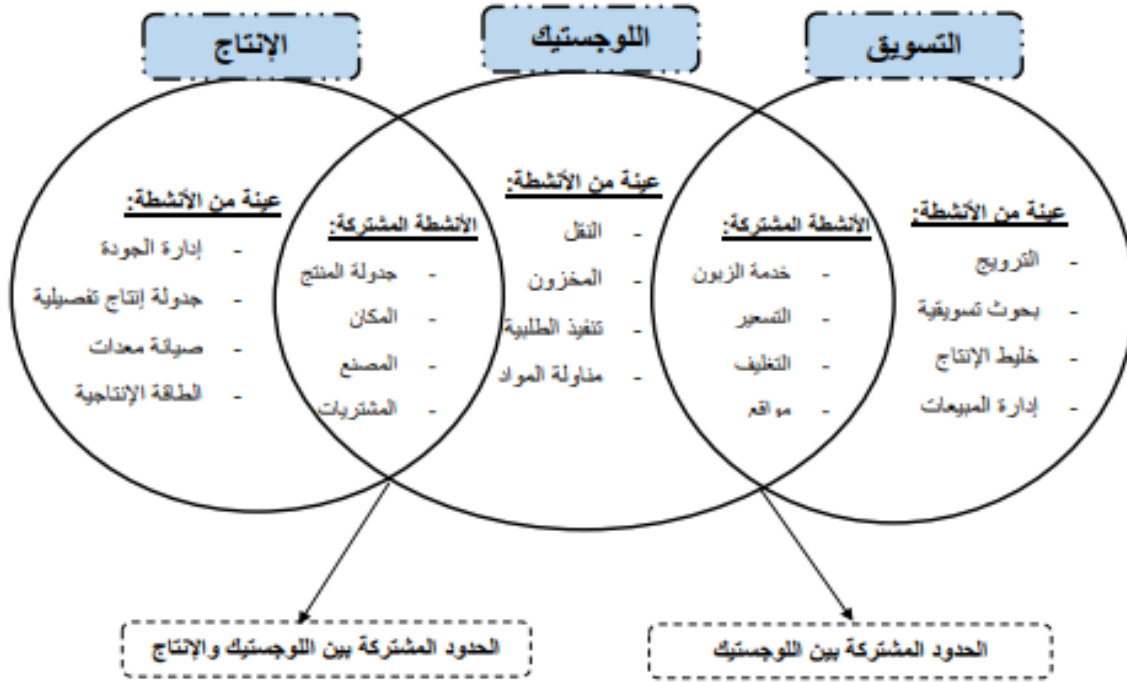 التسويق
اللوجستيك
الإنتاج
عينة من الأنشطة:
- الترويج
- بحوث تسويقية
- خليط الإنتاج
- إدارة المبيعات
الأنشطة المشتركة:
- خدمة الزبون
- التسعير
- التغليف
- مواقع
عينة من الأنشطة:
- النقل
- المخزون
- تنفيذ الطلبية
- مناولة المواد
الأنشطة المشتركة:
- جدولة المنتج
- المكان
- المصنع
- المشتريات
عينة من الأنشطة:
- إدارة الجودة
- جدولة إنتاج تفصيلية
- صيانة معدات
- الطاقة الإنتاجية
الحدود المشتركة بين اللوجستيك
الحدود المشتركة بين اللوجستيك والإنتاج